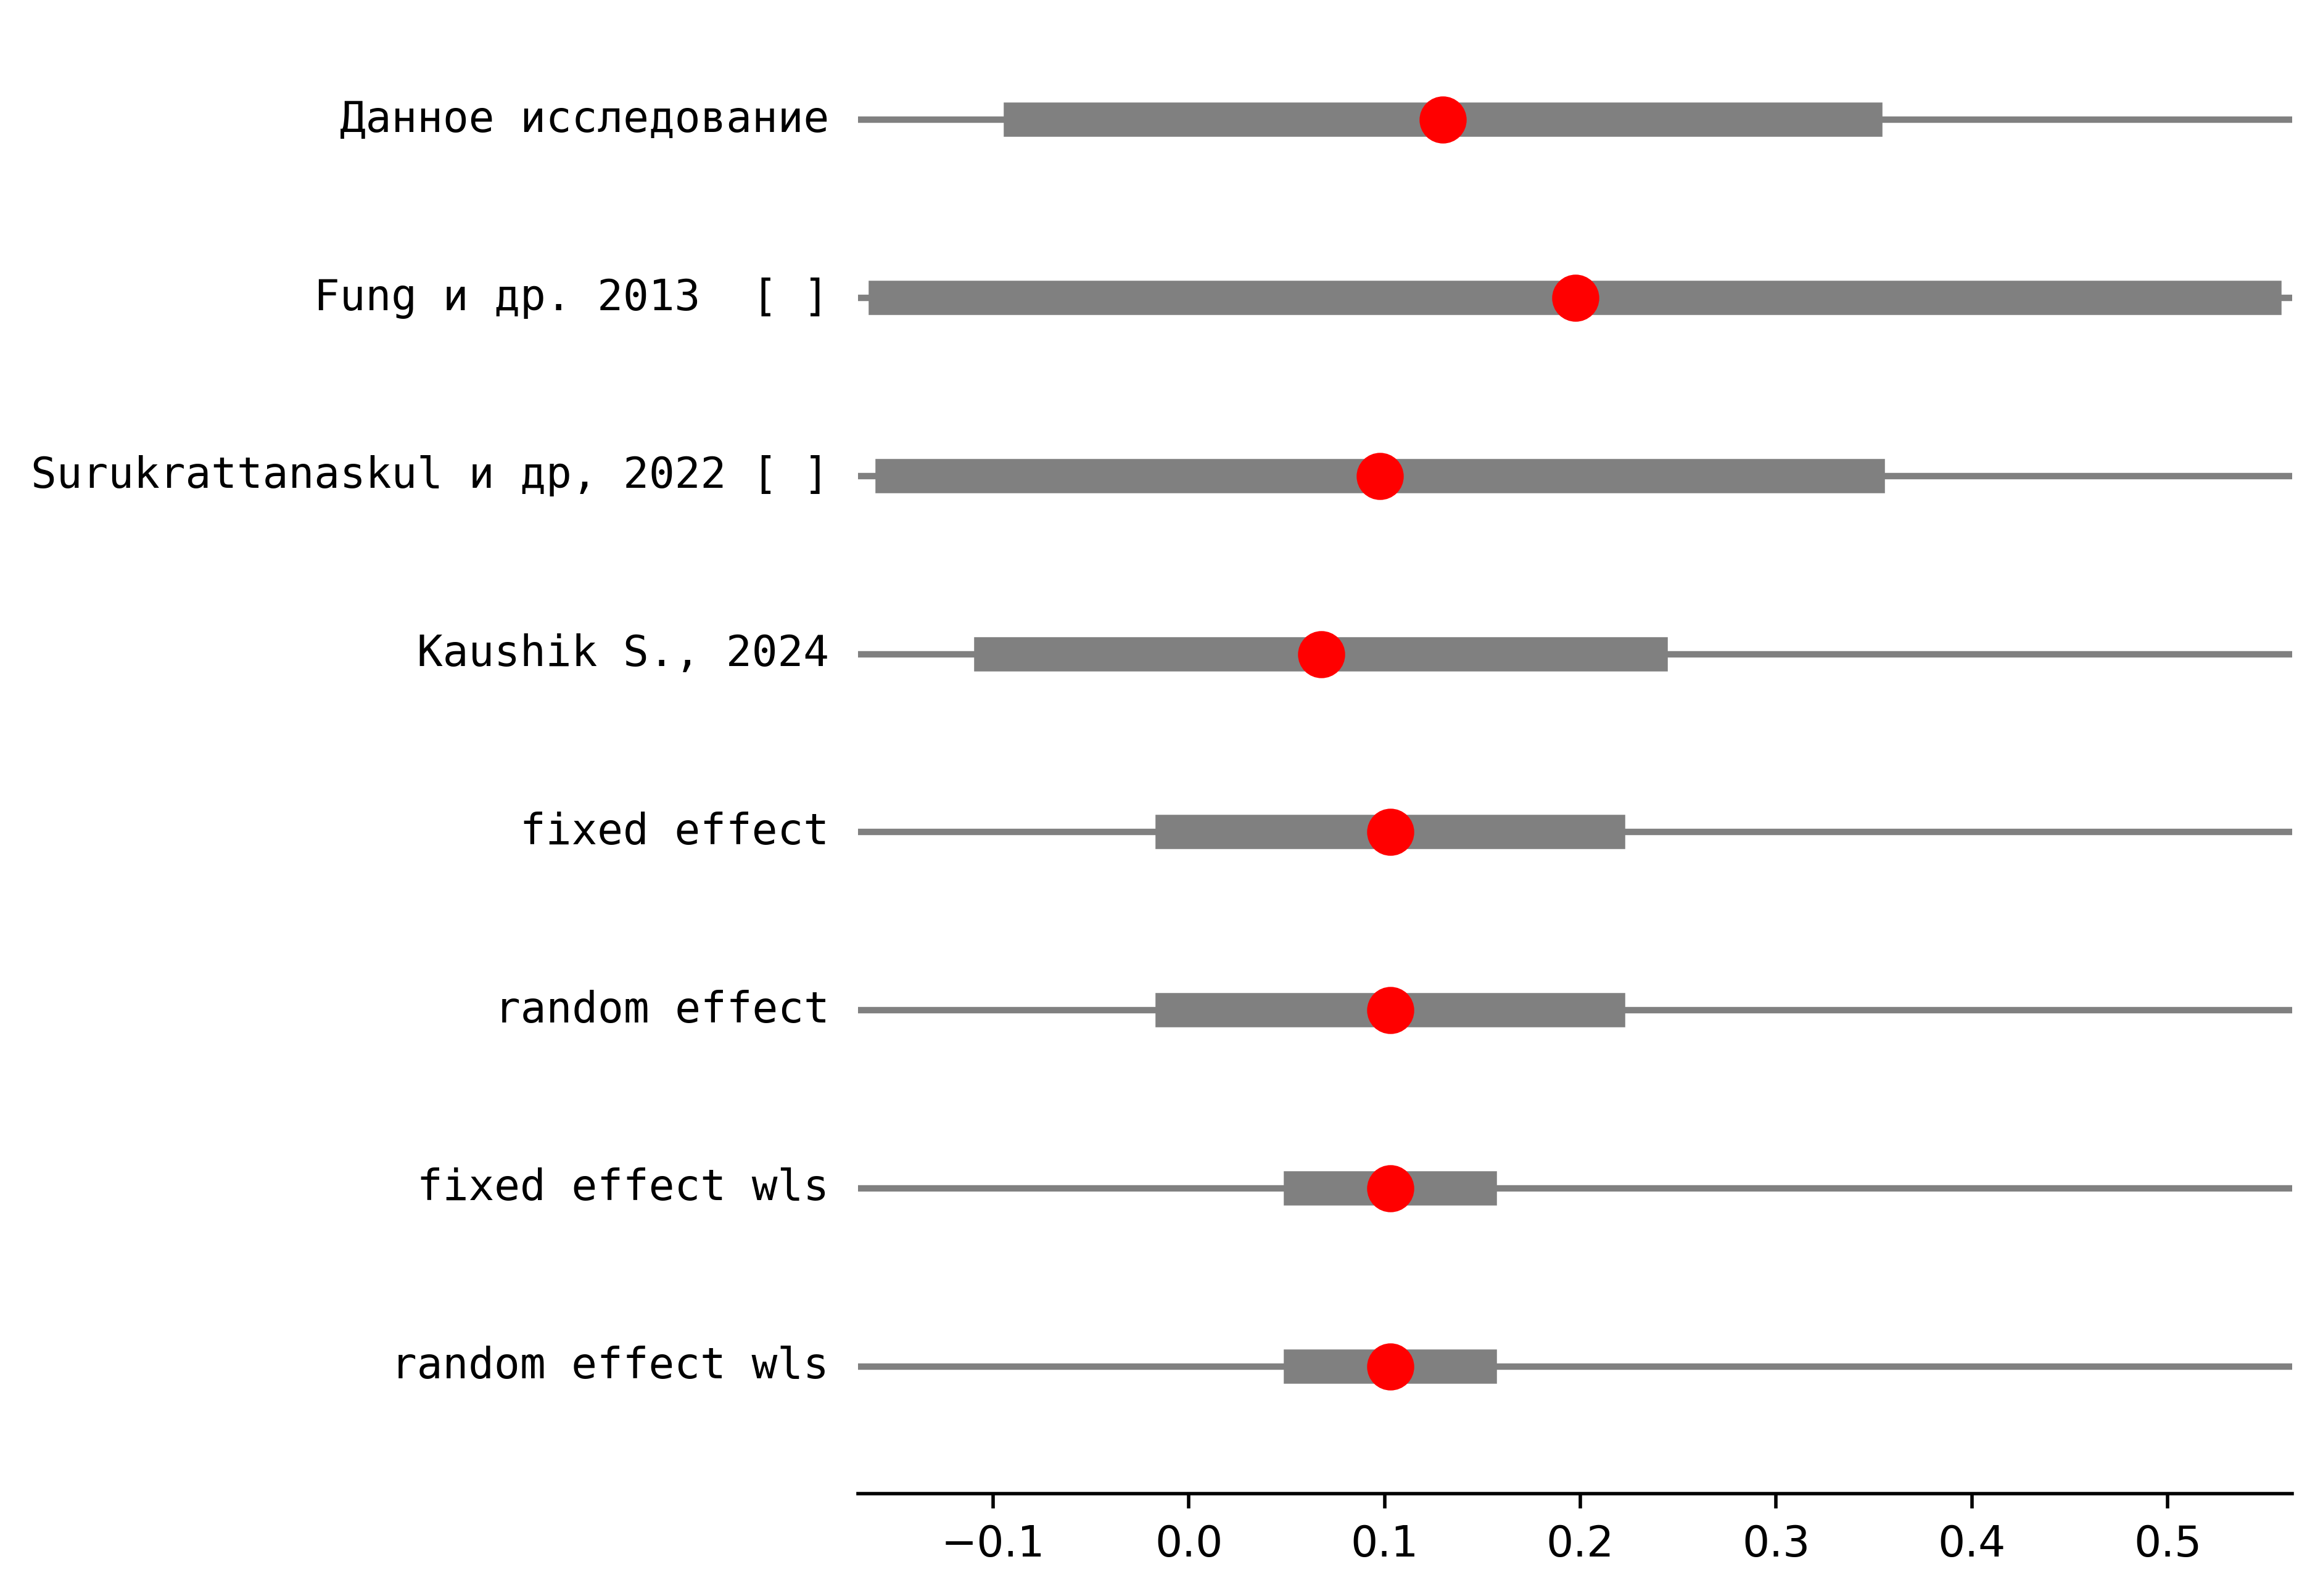 Данное исследование
Fung и др. 2013  [ ]
Surukrattanaskul и др, 2022 [ ]
Kaushik S., 2024
fixed effect
random effect
fixed effect wls
random effect wls
−0.1 0.0 0.1 0.2 0.3 0.4 0.5